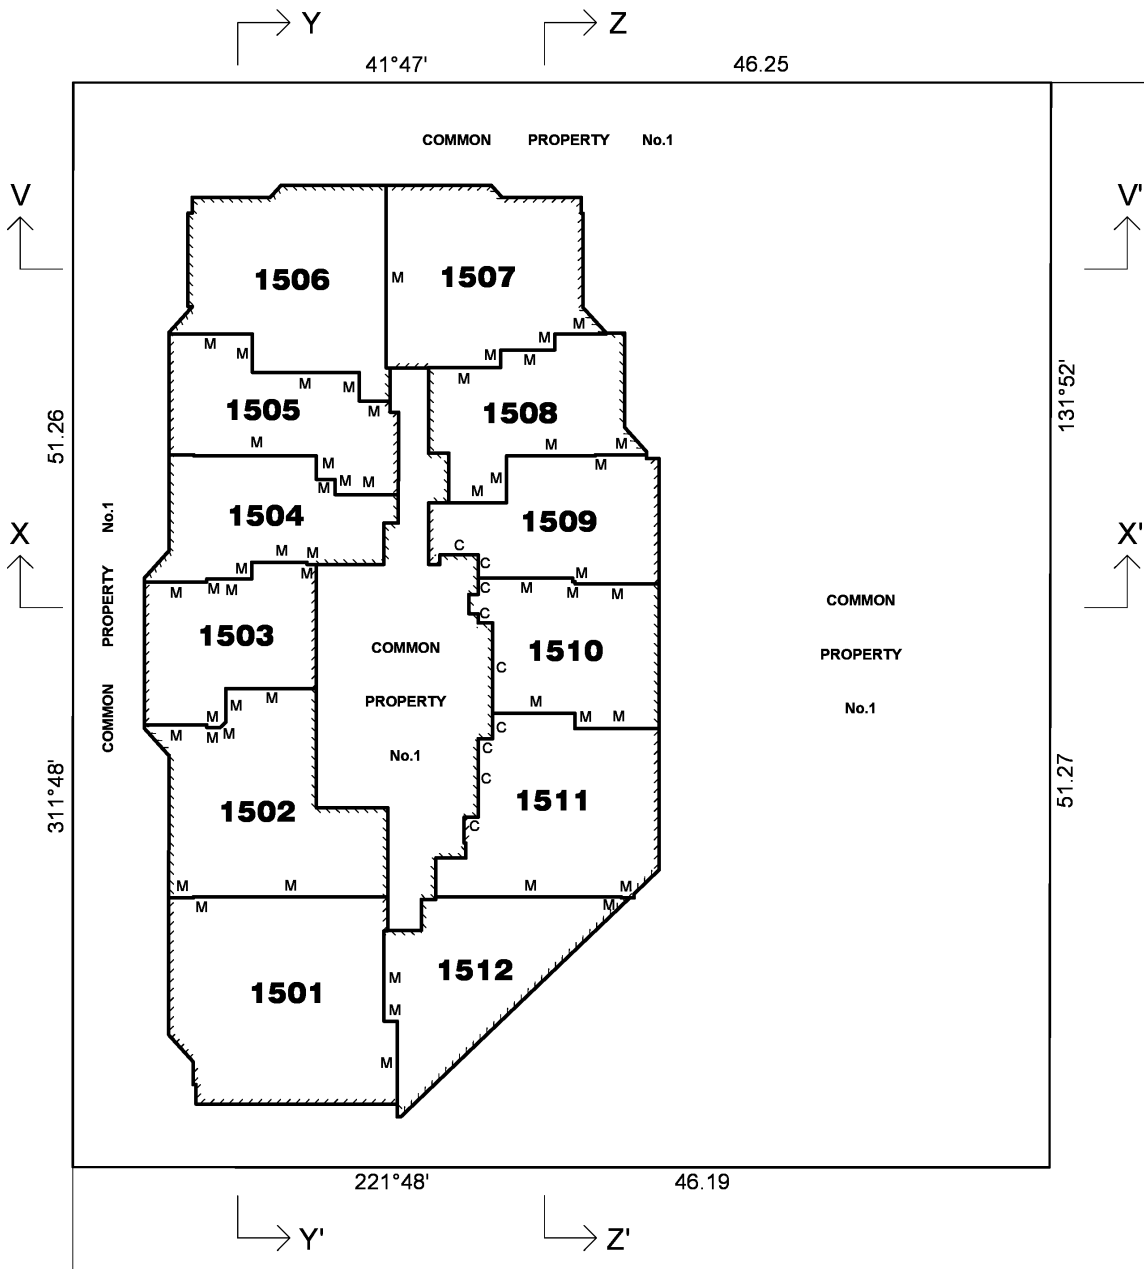 Y
Z
41°47'
46.25
COMMON PROPERTY No.1
V
V'
1506
M
1507
M
M
M
M
M
M
M
M
M
M
1505
1508
131°52'
51.26
M
M
M
M
M
M
M
M
M
M
M
1504
1509
X
X'
COMMON PROPERTY No.1
C
M
M
M
M
C
M
M
M
M
C
M
M
M
C
1503
1510
COMMON
PROPERTY
No.1
COMMON
PROPERTY
No.1
C
M
M
M
M
M
M
M
M
M
C
C
C
1502
1511
311°48'
51.27
C
M
M
M
M
M
M
1512
1501
M
M
M
221°48'
46.19
Y'
Z'